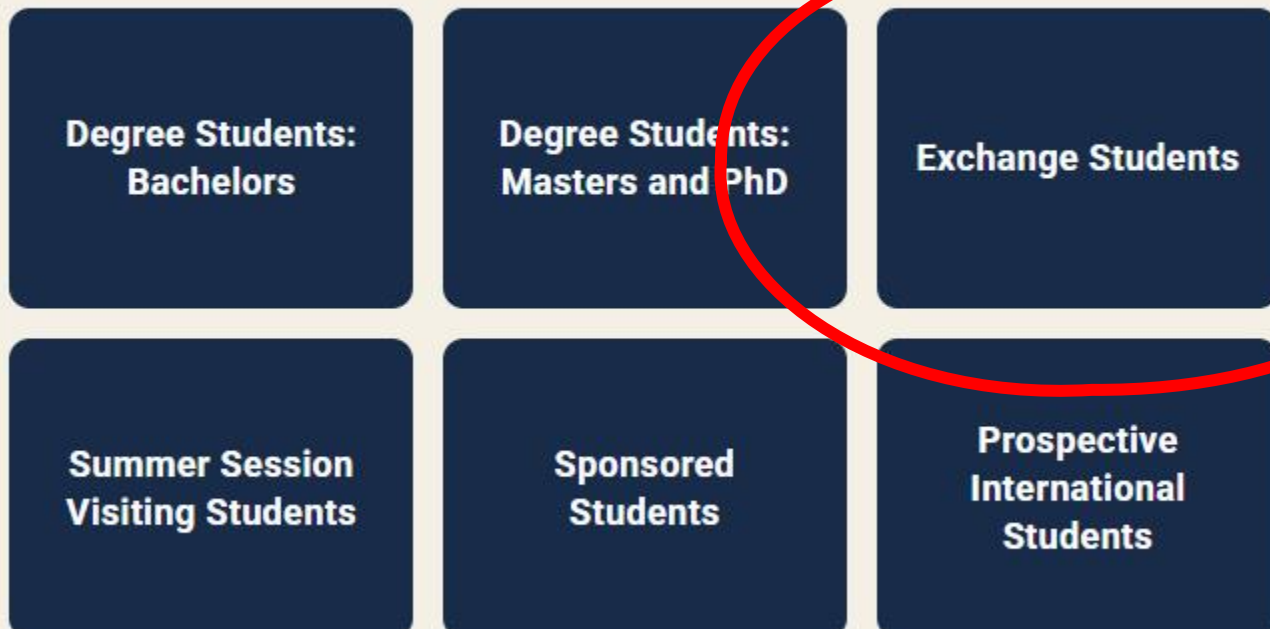 Degree Students:
Bachelors
Degree Students:
Masters and PhD
Exchange Students
Summer Session
Visiting Students
Sponsored
Students
Prospective
International
Students